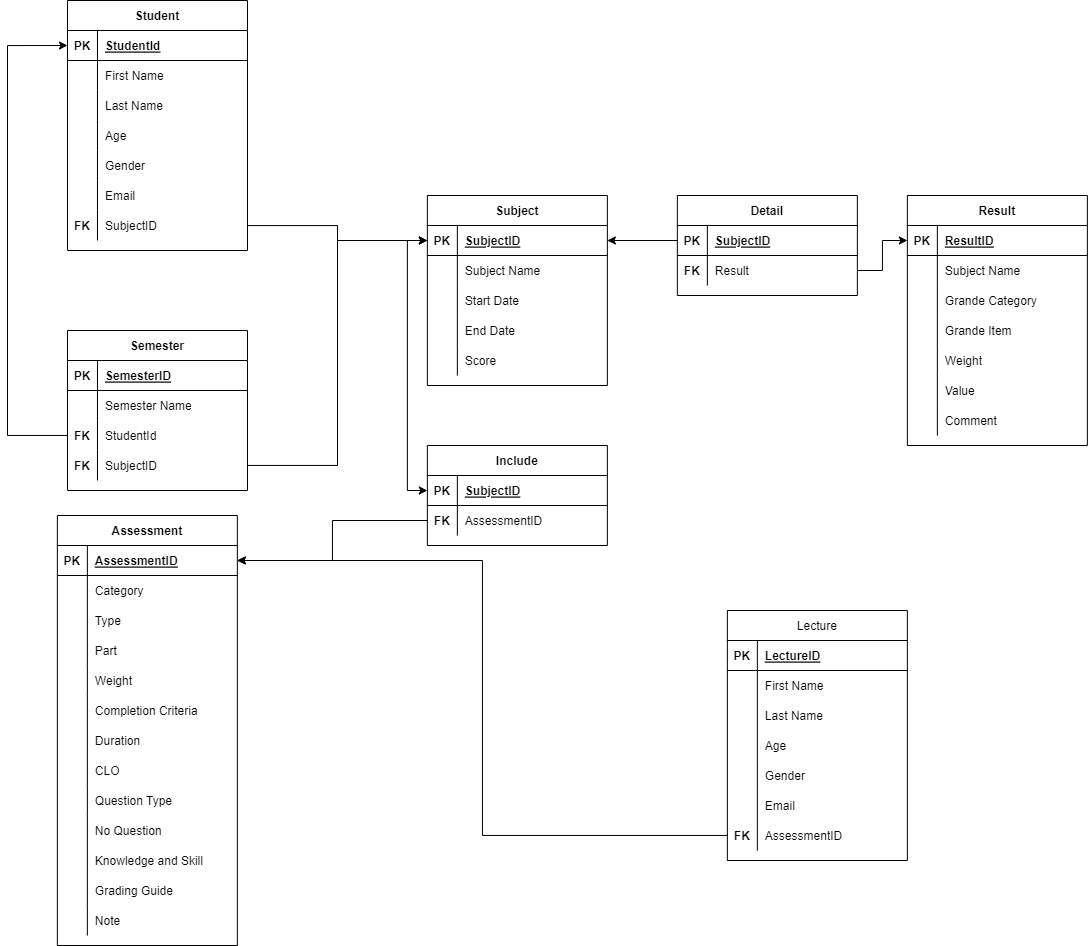 Student
PK StudentId
First Name
Last Name
Age
Gender
Email
FK SubjectID
Subject
PK SubjectID
Subject Name
Start Date
End Date
Score
Detail
PK SubjectID
FK Result
Result
PK ResultID
Subject Name
Grande Category
Grande Item
Weight
Value
Comment
Semester
PK SemesterID
Semester Name
FK StudentId
FK SubjectID
Include
PK SubjectID
FK AssessmentID
Assessment
PK AssessmentID
Category
Type
Part
Weight
Completion Criteria
Duration
CLO
Question Type
No Question
Knowledge and Skill
Grading Guide
Note
Lecture
PK LectureID
First Name
Last Name
Age
Gender
Email
FK AssessmentID